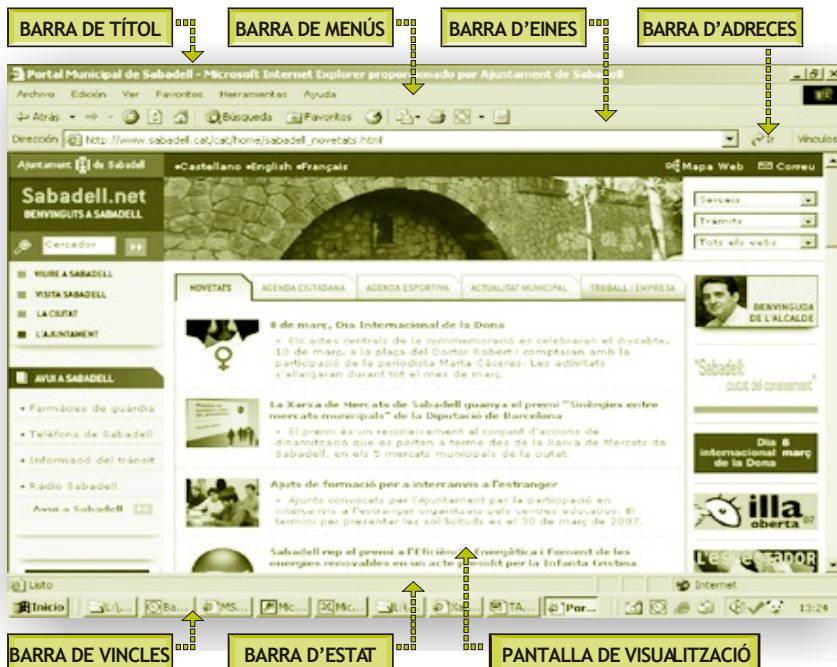 BARRA DE TÍTOL
BARRA DE MENÚS
BARRA D'EINES
BARRA D'ADRECES
Portal Municipal de Sabadell - Microsoft Internet Explorer proporcionado por Ajuntament de Sabadell
Archivo Edición Ver Favoritos Herramientas Ayuda
Atrás Búsqueda Favoritos
Dirección http://www.sabadell.cat/cat/home/sabadell_novetats.html Ir Vínculos
Ajuntament de Sabadell •Castellano •English •Français Mapa Web Correu
Sabadell.net
BENVINGUTS A SABADELL
Cercador
VIURE A SABADELL
VISITA SABADELL
LA CIUTAT
L'AJUNTAMENT
AVUI A SABADELL
• Farmàcies de guàrdia
• Telèfons de Sabadell
• Informació del trànsit
• Ràdio Sabadell
Avui a Sabadell
NOVETATS AGENDA CIUTADANA AGENDA ESPORTIVA ACTUALITAT MUNICIPAL TREBALL I EMPRESA
8 de març, Dia Internacional de la Dona
• Els actes centrals de la commemoració es celebraran el dissabte,
10 de març, a la plaça del Doctor Robert i comptaran amb la
participació de la periodista Marta Cáceres. Les activitats
s'allargaran durant tot el mes de març.
La Xarxa de Mercats de Sabadell guanya el premi "Sinèrgies entre
mercats municipals" de la Diputació de Barcelona
• El premi és un reconeixement al conjunt d'accions de
dinamització que es porten a terme des de la Xarxa de Mercats de
Sabadell, en els 5 mercats municipals de la ciutat.
Ajuts de formació per a intercanvis a l'estranger
• Ajunts convocats per l'Ajuntament per la participació en
intercanvis a l'estranger organitzats pels centres educatius. El
termini per presentar les sol·licituds és el 30 de març de 2007.
Sabadell rep el premi a l'Eficiència Energètica i Foment de les
energies renovables en un acte presidit per la Infanta Cristina
Serveis
Tràmits
Tots els webs
BENVINGUDA
DE L'ALCALDE
"Sabadell:
ciutat del coneixement"
Dia 8
internacional març
de la Dona
illa
oberta 07
Listo Internet
Inicio Ba... MS... Mic... Mic... Xa... TA... Por... 13:24
BARRA DE VINCLES
BARRA D'ESTAT
PANTALLA DE VISUALITZACIÓ